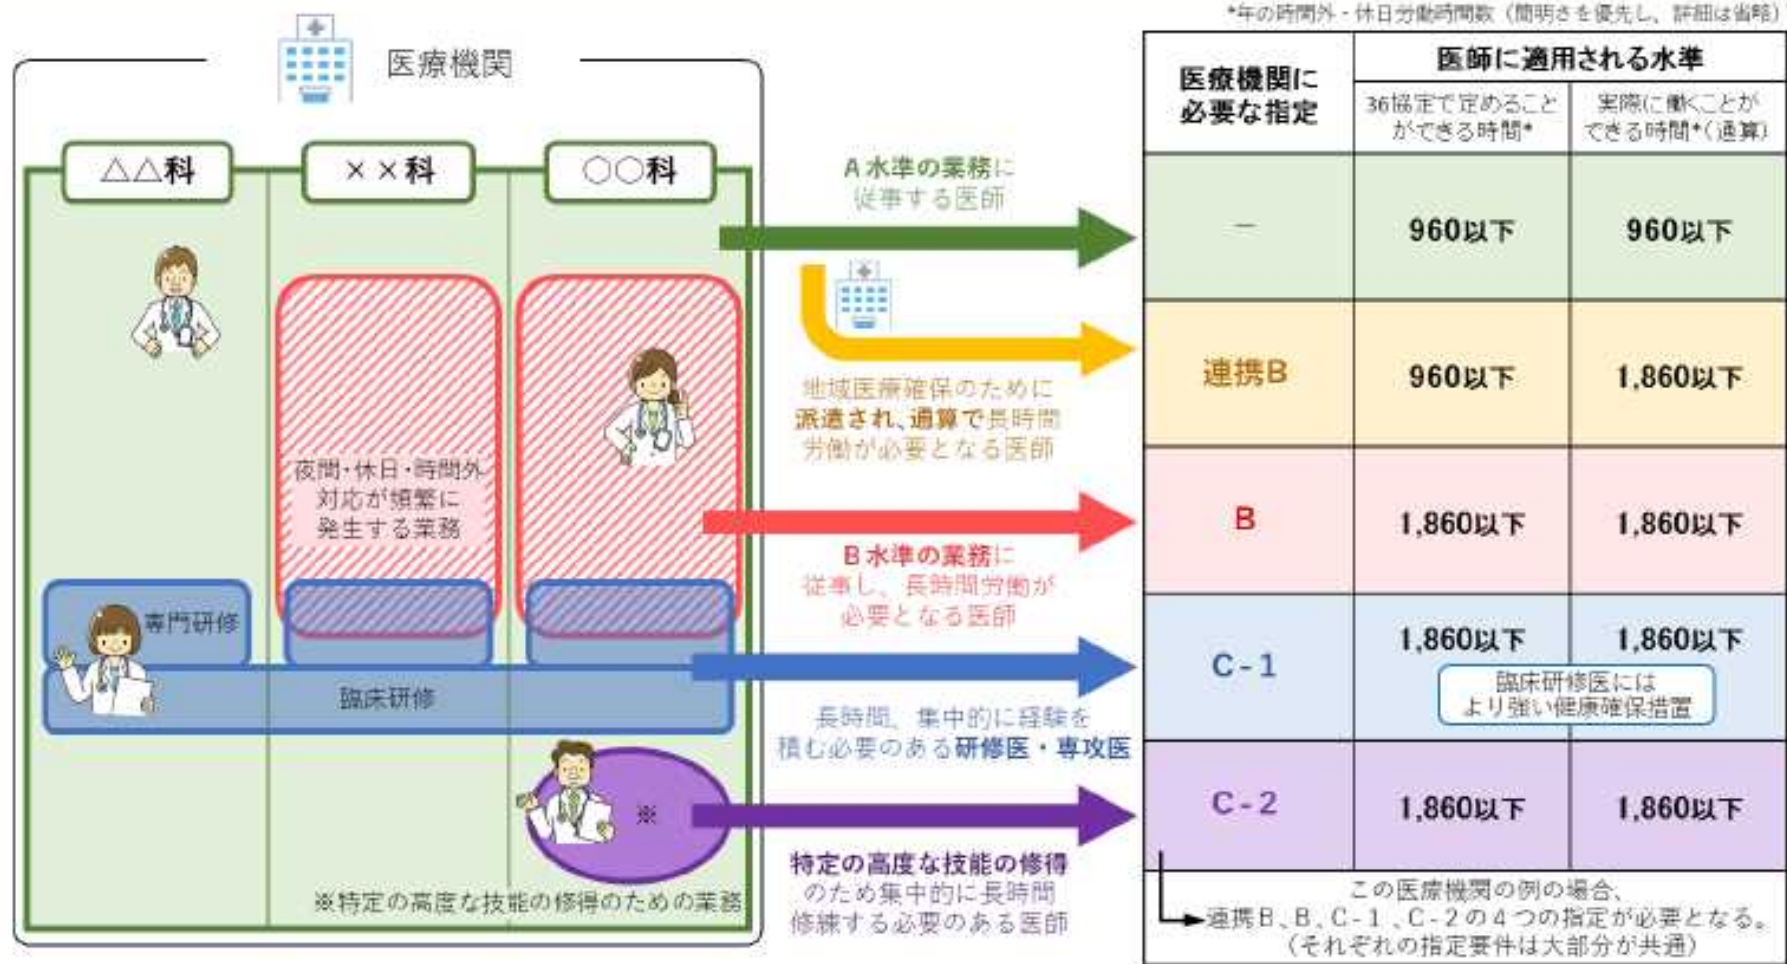 *年の時間外・休日労働時間数（簡明さを優先し、詳細は省略）
医療機関
△△科
××科
○○科
夜間・休日・時間外
対応が頻繁に
発生する業務
専門研修
臨床研修
※
※特定の高度な技能の修得のための業務
A水準の業務に
従事する医師
地域医療確保のために
派遣され、通算で長時間
労働が必要となる医師
B水準の業務に
従事し、長時間労働が
必要となる医師
長時間、集中的に経験を
積む必要のある研修医・専攻医
特定の高度な技能の修得
のため集中的に長時間
修練する必要のある医師
医療機関に
必要な指定
医師に適用される水準
36協定で定めること
ができる時間*
実際に働くことが
できる時間*(通算)
－ 960以下 960以下
連携B 960以下 1,860以下
B 1,860以下 1,860以下
C-1 1,860以下 1,860以下
臨床研修医には
より強い健康確保措置
C-2 1,860以下 1,860以下
この医療機関の例の場合、
連携B、B、C-1、C-2の４つの指定が必要となる。
（それぞれの指定要件は大部分が共通）